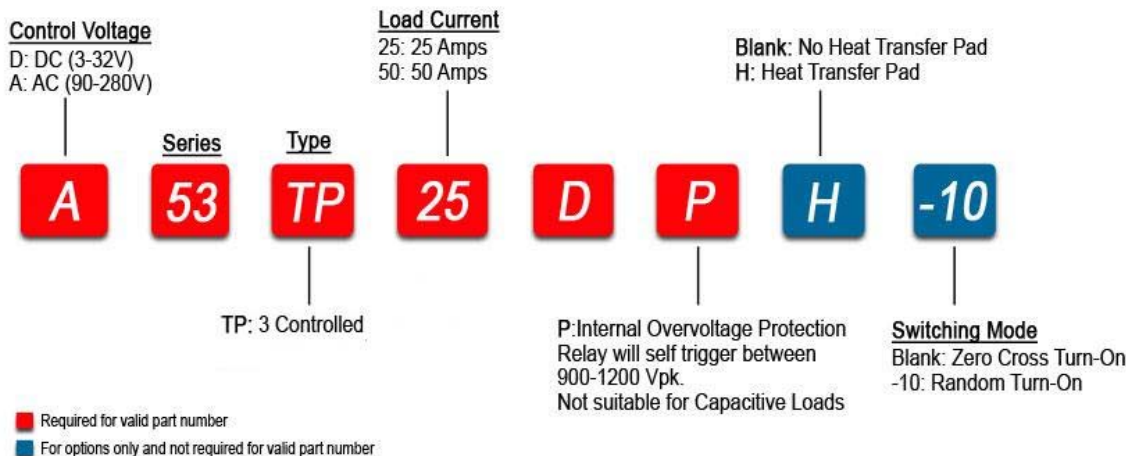 Control Voltage
D: DC (3-32V)
A: AC (90-280V)
Load Current
25: 25 Amps
50: 50 Amps
Blank: No Heat Transfer Pad
H: Heat Transfer Pad
Series
Type
A
53
TP
25
D
P
H
-10
TP: 3 Controlled
P:Internal Overvoltage Protection
Relay will self trigger between
900-1200 Vpk.
Not suitable for Capacitive Loads
Switching Mode
Blank: Zero Cross Turn-On
-10: Random Turn-On
Required for valid part number
For options only and not required for valid part number